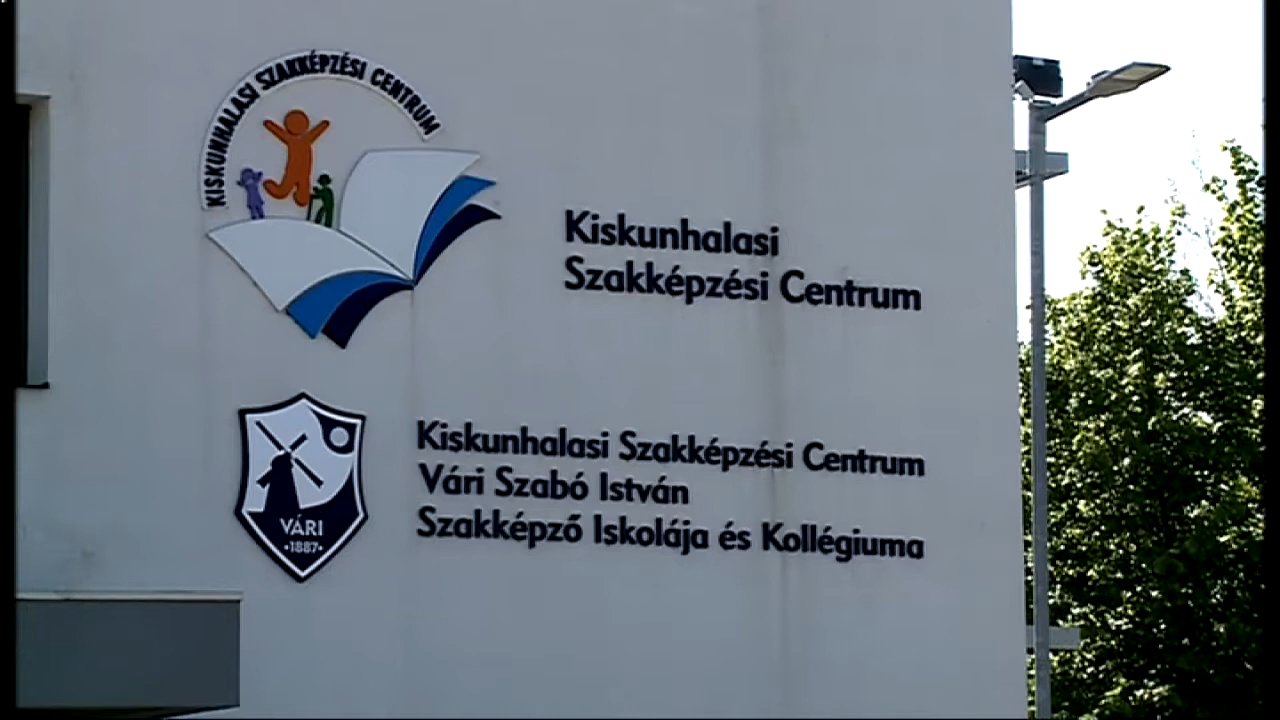 KISKUNHALASI SZAKKÉPZÉSI CENTRUM
Kiskunhalasi
Szakképzési Centrum
Kiskunhalasi Szakképzési Centrum
Vári Szabó István
Szakképző Iskolája és Kollégiuma
VÁRI
•1887•